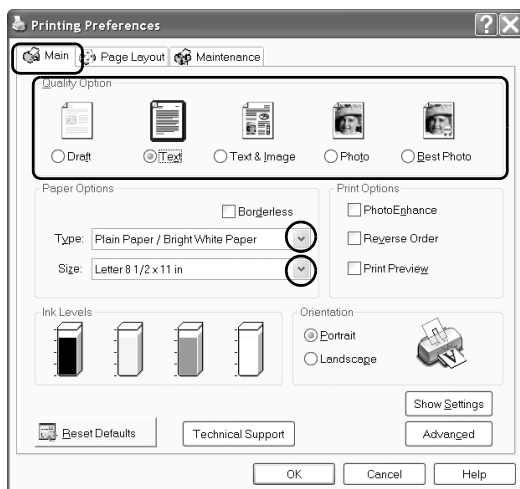 Printing Preferences
Main Page Layout Maintenance
Quality Option
Draft Text Text & Image Photo Best Photo
Paper Options
Borderless
Type: Plain Paper / Bright White Paper
Size: Letter 8 1/2 x 11 in
Print Options
PhotoEnhance
Reverse Order
Print Preview
Ink Levels
Orientation
Portrait
Landscape
Show Settings
Reset Defaults Technical Support Advanced
OK Cancel Help